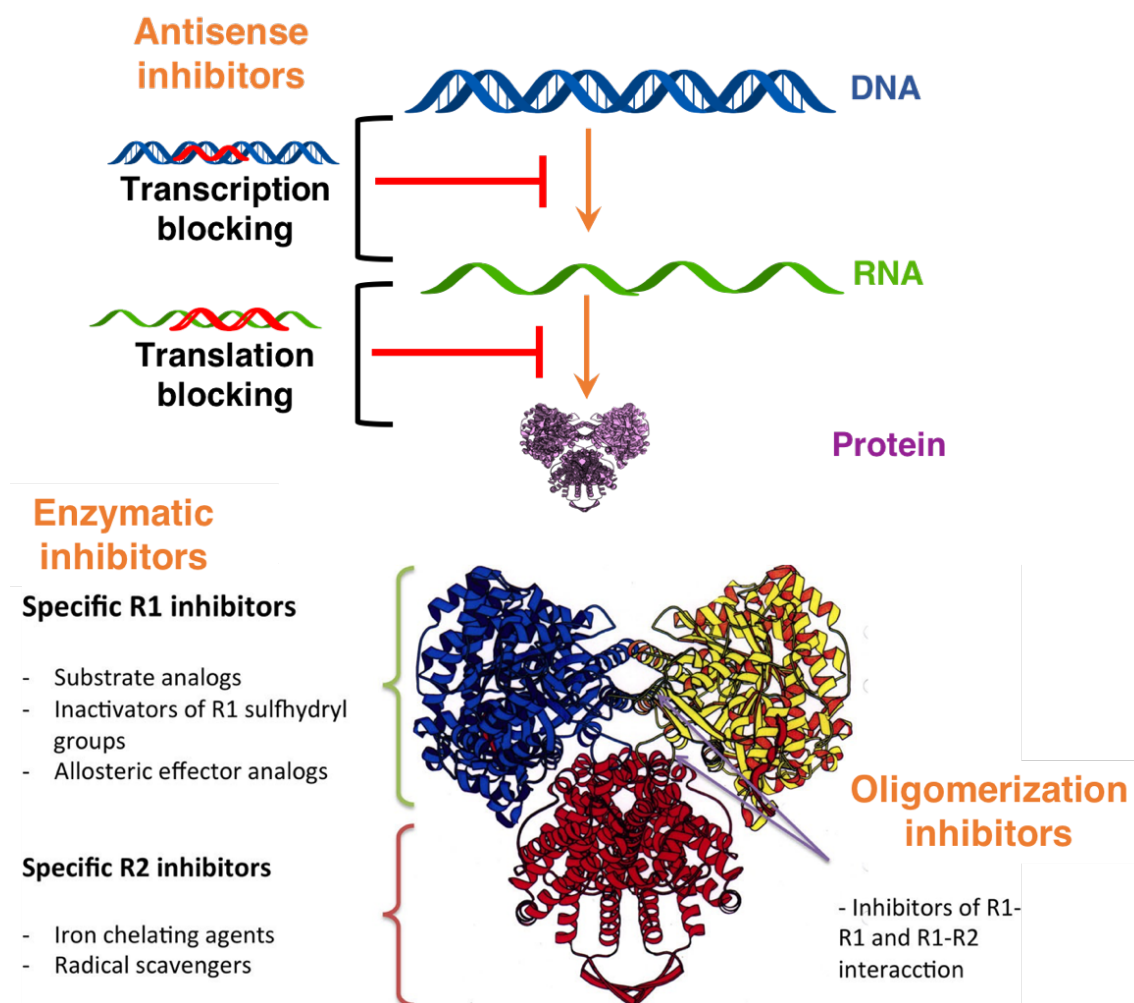 Antisense
inhibitors
DNA
Transcription
blocking
RNA
Translation
blocking
Protein
Enzymatic
inhibitors
Specific R1 inhibitors
- Substrate analogs
- Inactivators of R1 sulfhydryl
groups
- Allosteric effector analogs
Specific R2 inhibitors
- Iron chelating agents
- Radical scavengers
Oligomerization
inhibitors
- Inhibitors of R1-
R1 and R1-R2
interacction